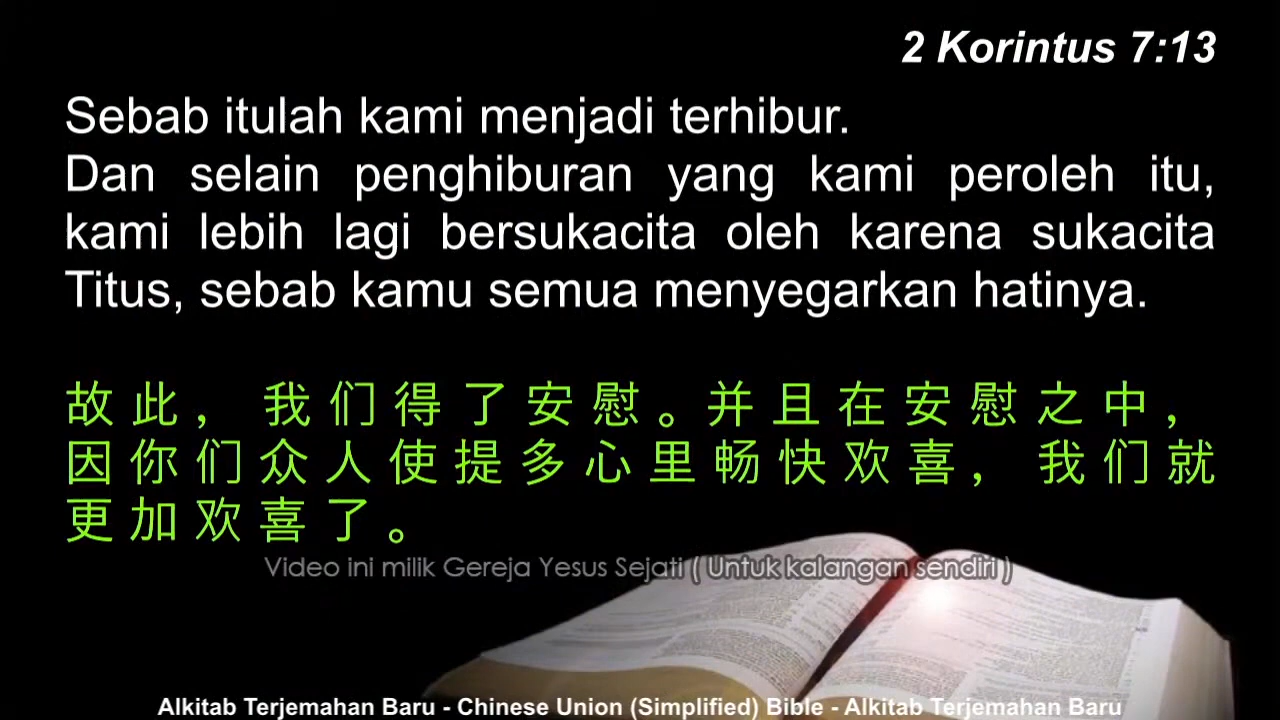 2 Korintus 7:13
Sebab itulah kami menjadi terhibur.
Dan selain penghiburan yang kami peroleh itu,
kami lebih lagi bersukacita oleh karena sukacita
Titus, sebab kamu semua menyegarkan hatinya.
故此，我们得了安慰。并且在安慰之中，
因你们众人使提多心里畅快欢喜，我们就
更加欢喜了。
Video ini milik Gereja Yesus Sejati ( Untuk kalangan sendiri )
Alkitab Terjemahan Baru - Chinese Union (Simplified) Bible - Alkitab Terjemahan Baru